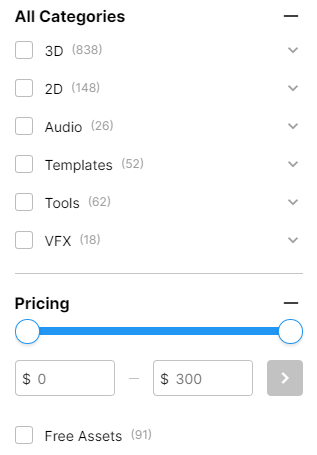 All Categories
3D (838)
2D (148)
Audio (26)
Templates (52)
Tools (62)
VFX (18)
Pricing
$ 0 — $ 300
Free Assets (91)